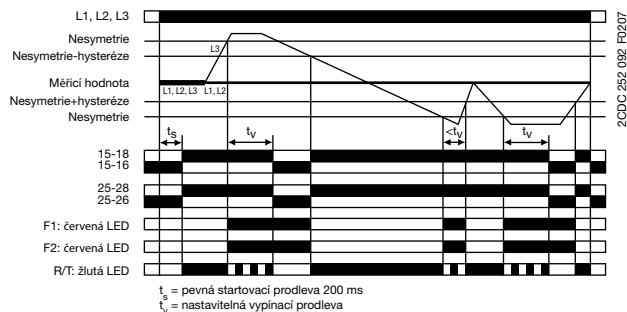 L1, L2, L3
Nesymetrie
L3
Nesymetrie-hysteréze
Měřicí hodnota
L1, L2, L3 L1, L2
Nesymetrie+hysteréze
Nesymetrie
ts tv <tv tv
15-18
15-16
25-28
25-26
F1: červená LED
F2: červená LED
R/T: žlutá LED
ts = pevná startovací prodleva 200 ms
tv = nastavitelná vypínací prodleva
2CDC 252 092 F0207